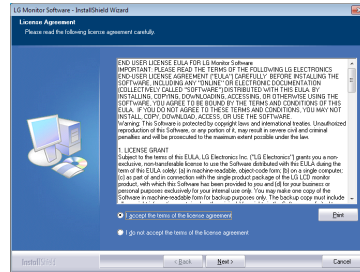 LG Monitor Software - InstallShield Wizard
License Agreement
Please read the following license agreement carefully.
END USER LICENSE EULA FOR LG Monitor Software
IMPORTANT: PLEASE READ THE TERMS OF THE FOLLOWING LG ELECTRONICS
END-USER LICENSE AGREEMENT ("EULA") CAREFULLY BEFORE INSTALLING THE
SOFTWARE, INCLUDING ANY "ONLINE" OR ELECTRONIC DOCUMENTATION
(COLLECTIVELY CALLED "SOFTWARE") DISTRIBUTED WITH THIS EULA. BY
INSTALLING, COPYING, DOWNLOADING, ACCESSING, OR OTHERWISE USING THE
SOFTWARE, YOU AGREE TO BE BOUND BY THE TERMS AND CONDITIONS OF THIS
EULA. IF YOU DO NOT AGREE TO THESE TERMS AND CONDITIONS, YOU MAY NOT
INSTALL, COPY, DOWNLOAD, ACCESS, OR USE THE SOFTWARE.
'Warning: This Software is protected by copyright laws and international treaties. Unauthorized
reproduction of this Software, or any portion of it, may result in severe civil and criminal
penalties and will be prosecuted to the maximum extent possible under the law.
1. LICENSE GRANT
Subject to the terms of this EULA, LG Electronics Inc. ("LG Electronics") grants you a non-
exclusive, non-transferable license to use the Software distributed with this EULA during the
term of this EULA solely: (a) in machine-readable, object-code form; (b) on a single computer;
(c) as part of and in connection with the single product package of the LG LCD monitor
product, with which this Software has been provided to you and (d) for your business or
personal purposes exclusively for your internal use only. You may make one copy of the
Software in machine-readable form for backup purposes only. The backup copy must include
I accept the terms of the license agreement
Print
I do not accept the terms of the license agreement
InstallShield
< Back
Next >
Cancel